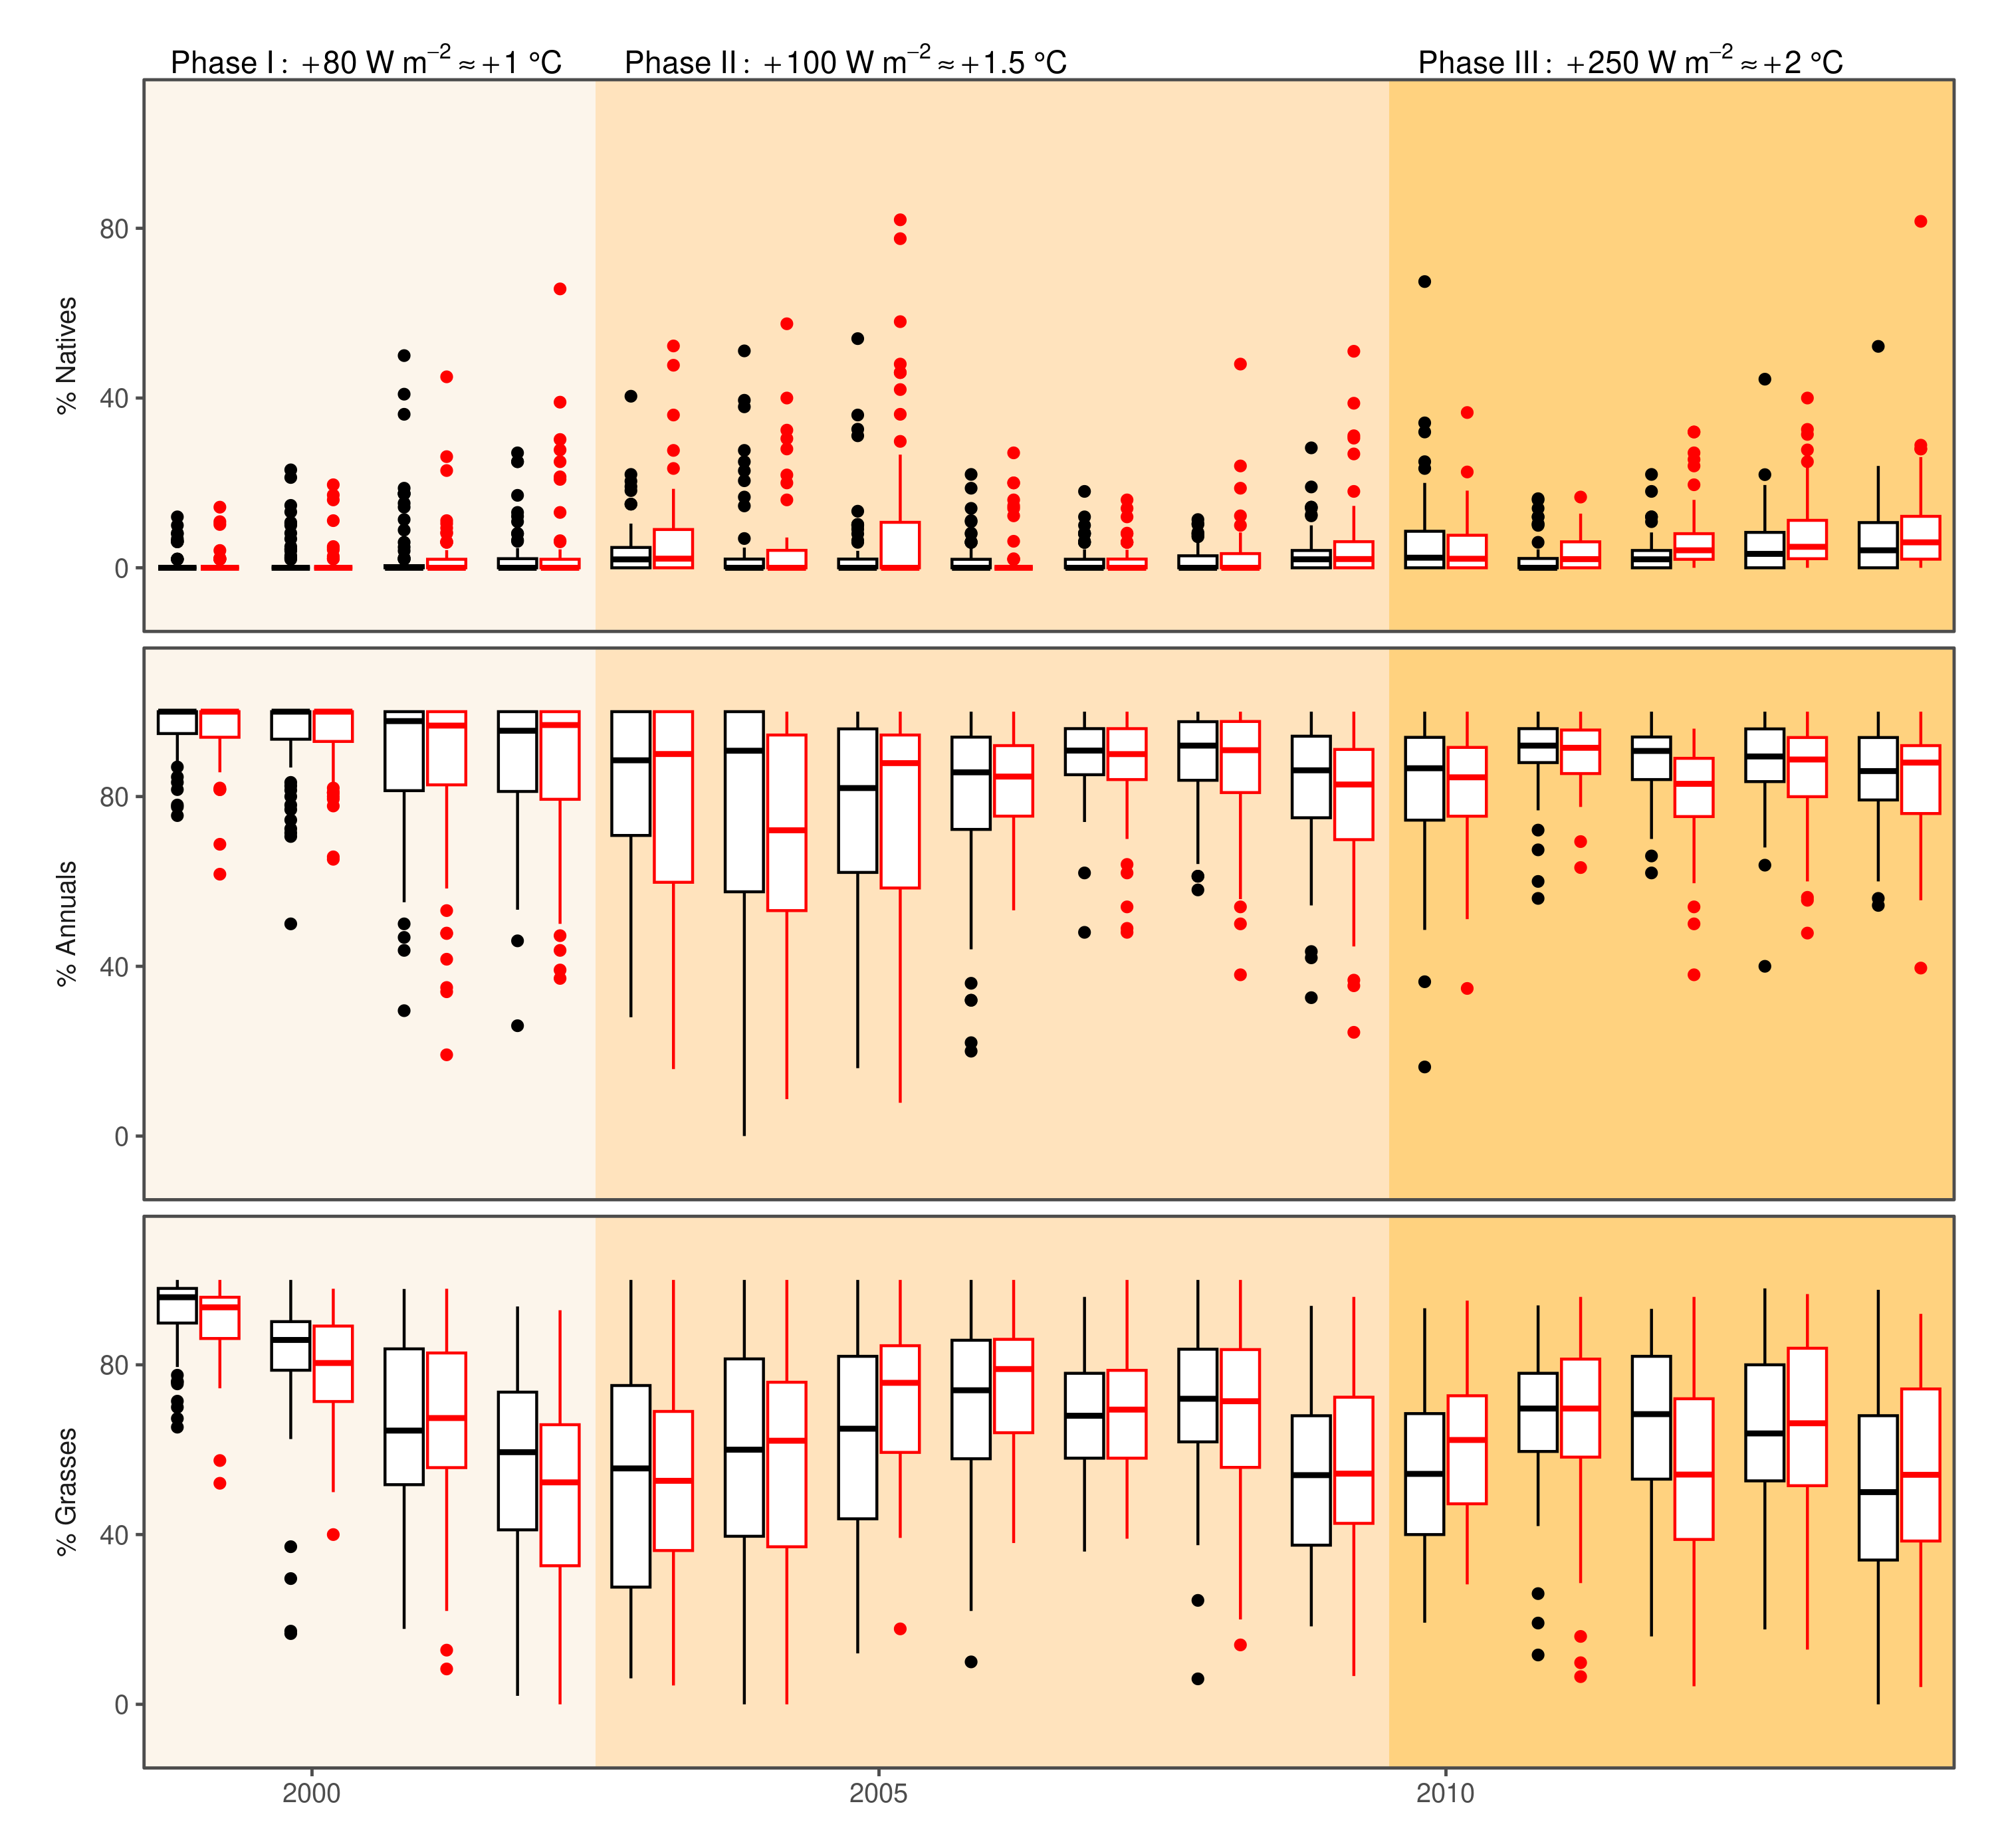 Phase I: +80 W m⁻² ≈ +1 °C
Phase II: +100 W m⁻² ≈ +1.5 °C
Phase III: +250 W m⁻² ≈ +2 °C
% Natives
80
40
0
% Annuals
80
40
0
% Grasses
80
40
0
2000
2005
2010